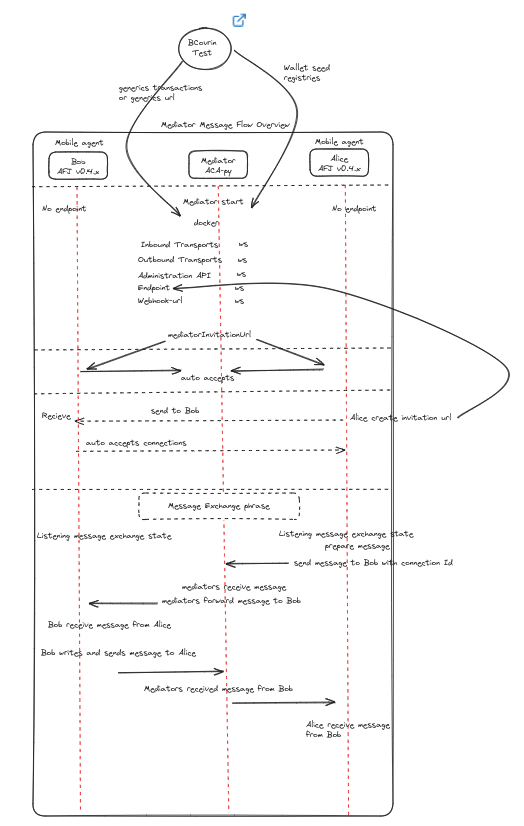 BCovrin
Test
Wallet seed
registries
generics transactions
or generics url
Mediator Message Flow Overview
Mobile agent
Mobile agent
Bob
AFJ v0.4.x
Mediator
ACA-py
Alice
AFJ v0.4.x
No endpoint
Mediator start
No endpoint
docker
Inbound Transports ws
Outbound Transports ws
Administration API ws
Endpoint ws
Webhook-url ws
mediatorInvitationUrl
auto accepts
send to Bob
Recieve
Alice create invitation url
auto accepts connections
Message Exchange phrase
Listening message exchange state
Listening message exchange state
prepare message
send message to Bob with connection Id
mediators receive message
mediators forward message to Bob
Bob receive message from Alice
Bob writes and sends message to Alice
Mediators received message from Bob
Alice receive message
from Bob